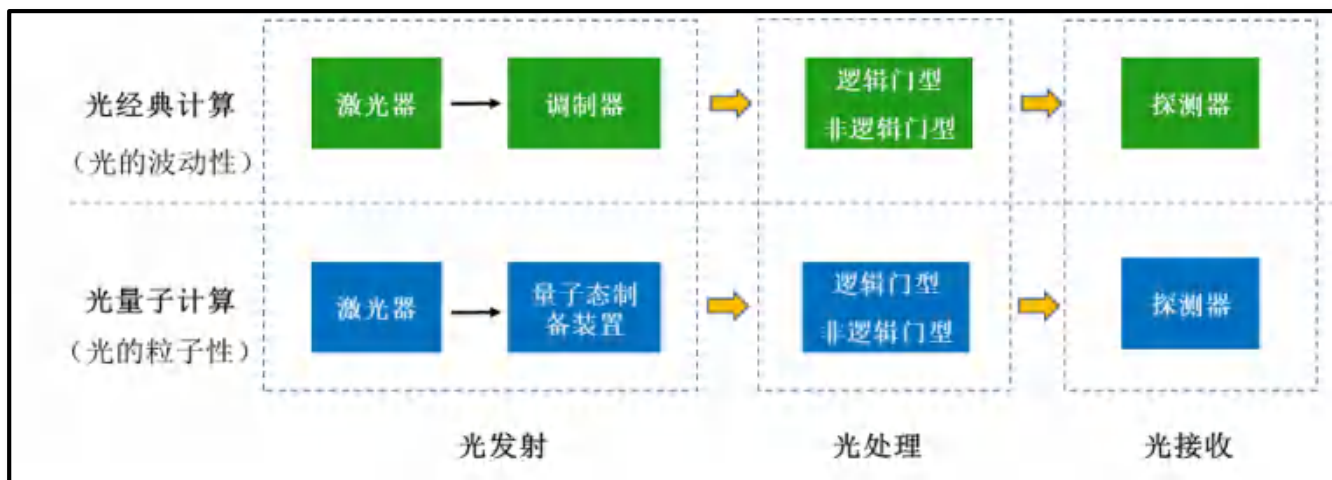 光经典计算
（光的波动性）
激光器
调制器
逻辑门型
非逻辑门型
探测器
光量子计算
（光的粒子性）
激光器
量子态制
备装置
逻辑门型
非逻辑门型
探测器
光发射
光处理
光接收